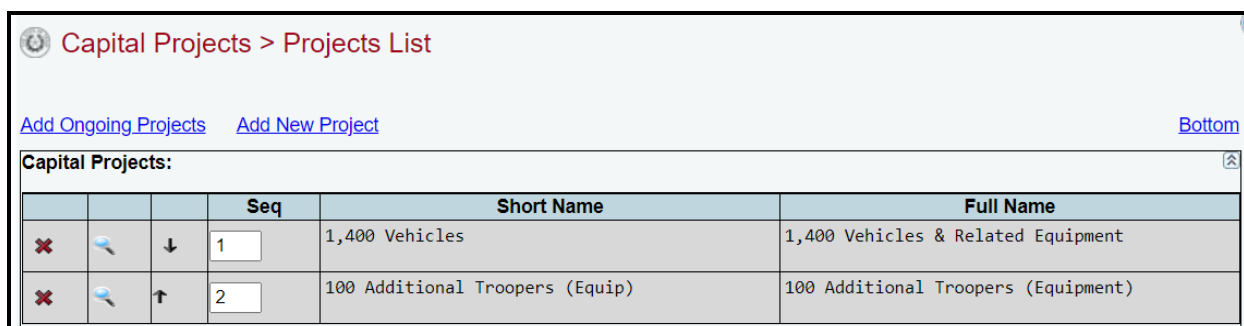 Capital Projects > Projects List
Add Ongoing Projects Add New Project Bottom
Capital Projects:
Seq Short Name Full Name
1 1,400 Vehicles 1,400 Vehicles & Related Equipment
2 100 Additional Troopers (Equip) 100 Additional Troopers (Equipment)